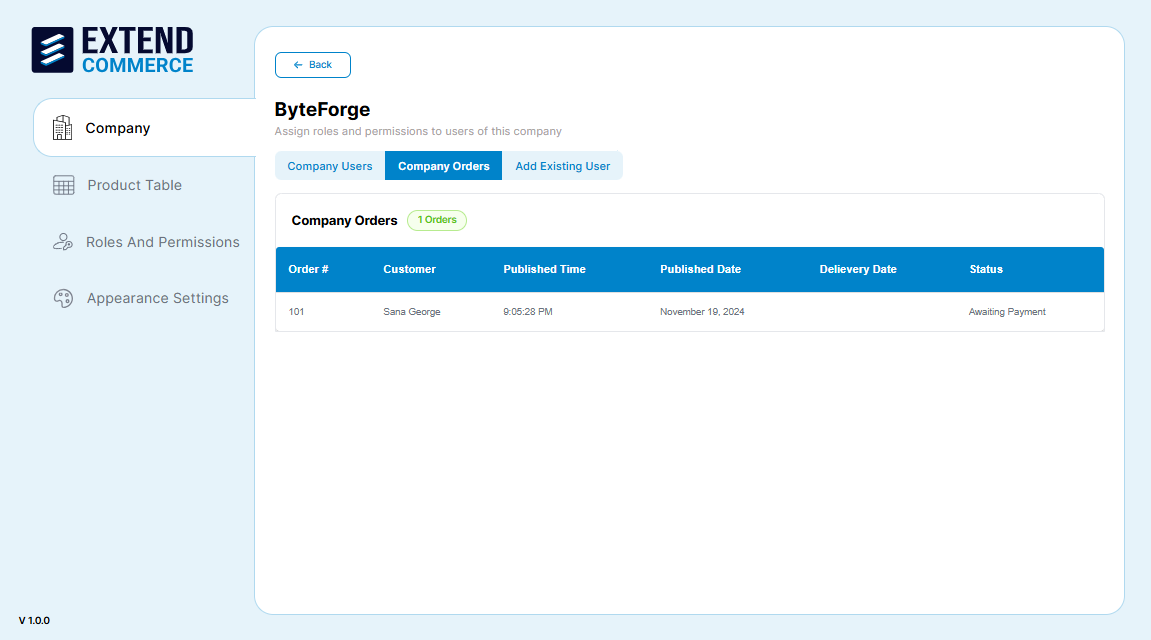 EXTEND
COMMERCE
Company
Product Table
Roles And Permissions
Appearance Settings
V 1.0.0
← Back
ByteForge
Assign roles and permissions to users of this company
Company Users Company Orders Add Existing User
Company Orders 1 Orders
Order # Customer Published Time Published Date Delievery Date Status
101 Sana George 9:05:28 PM November 19, 2024 Awaiting Payment